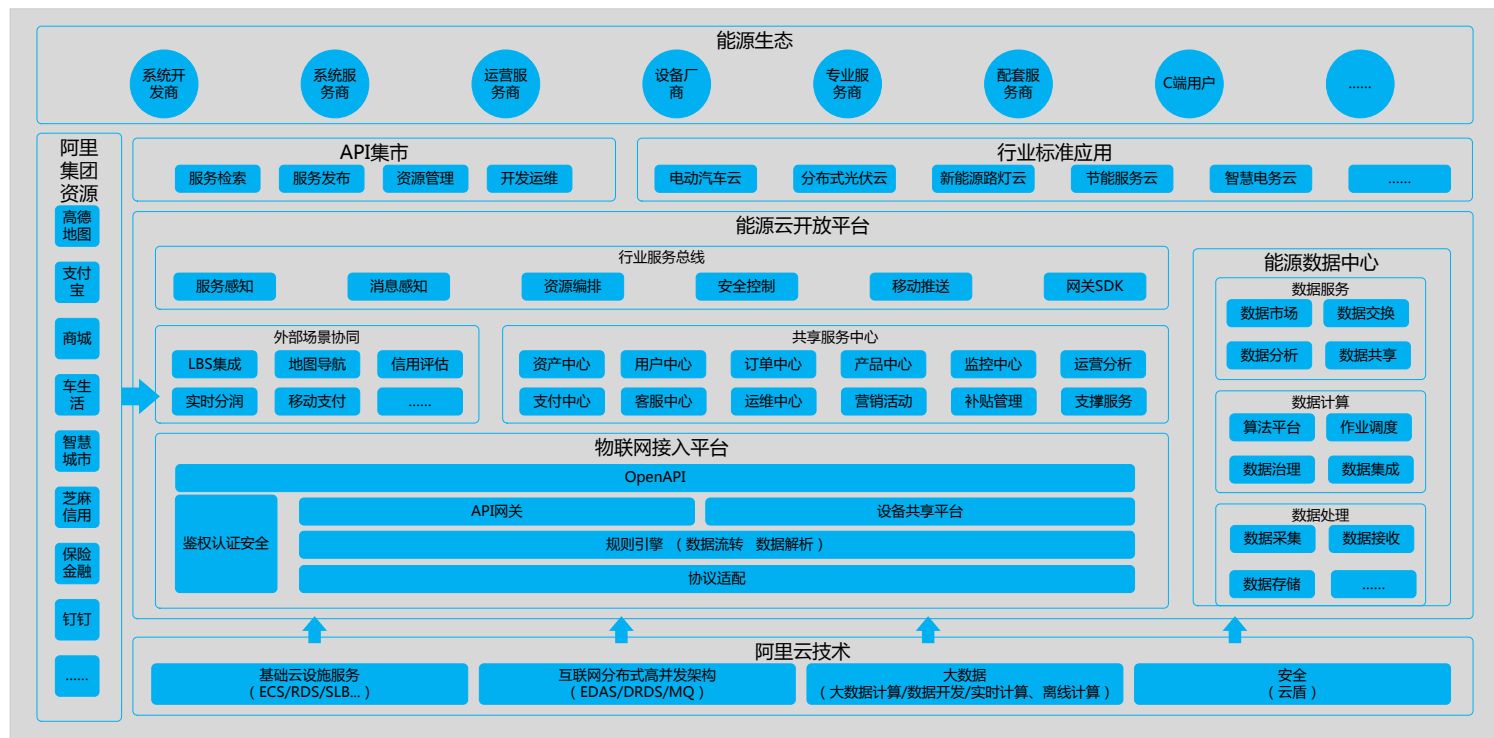 能源生态
系统开
发商
系统服
务商
运营服
务商
设备厂
商
专业服
务商
配套服
务商
C端用户
......
阿里
集团
资源
高德
地图
支付
宝
商城
车生
活
智慧
城市
芝麻
信用
保险
金融
钉钉
......
API集市
服务检索
服务发布
资源管理
开发运维
行业标准应用
电动汽车云
分布式光伏云
新能源路灯云
节能服务云
智慧电务云
......
能源云开放平台
行业服务总线
服务感知
消息感知
资源编排
安全控制
移动推送
网关SDK
外部场景协同
LBS集成
地图导航
信用评估
实时分润
移动支付
......
共享服务中心
资产中心
用户中心
订单中心
产品中心
监控中心
运营分析
支付中心
客服中心
运维中心
营销活动
补贴管理
支撑服务
物联网接入平台
OpenAPI
鉴权认证安全
API网关
设备共享平台
规则引擎 （数据流转 数据解析）
协议适配
能源数据中心
数据服务
数据市场
数据交换
数据分析
数据共享
数据计算
算法平台
作业调度
数据治理
数据集成
数据处理
数据采集
数据接收
数据存储
......
阿里云技术
基础云设施服务
（ECS/RDS/SLB...）
互联网分布式高并发架构
（EDAS/DRDS/MQ）
大数据
（大数据计算/数据开发/实时计算、离线计算）
安全
（云盾）